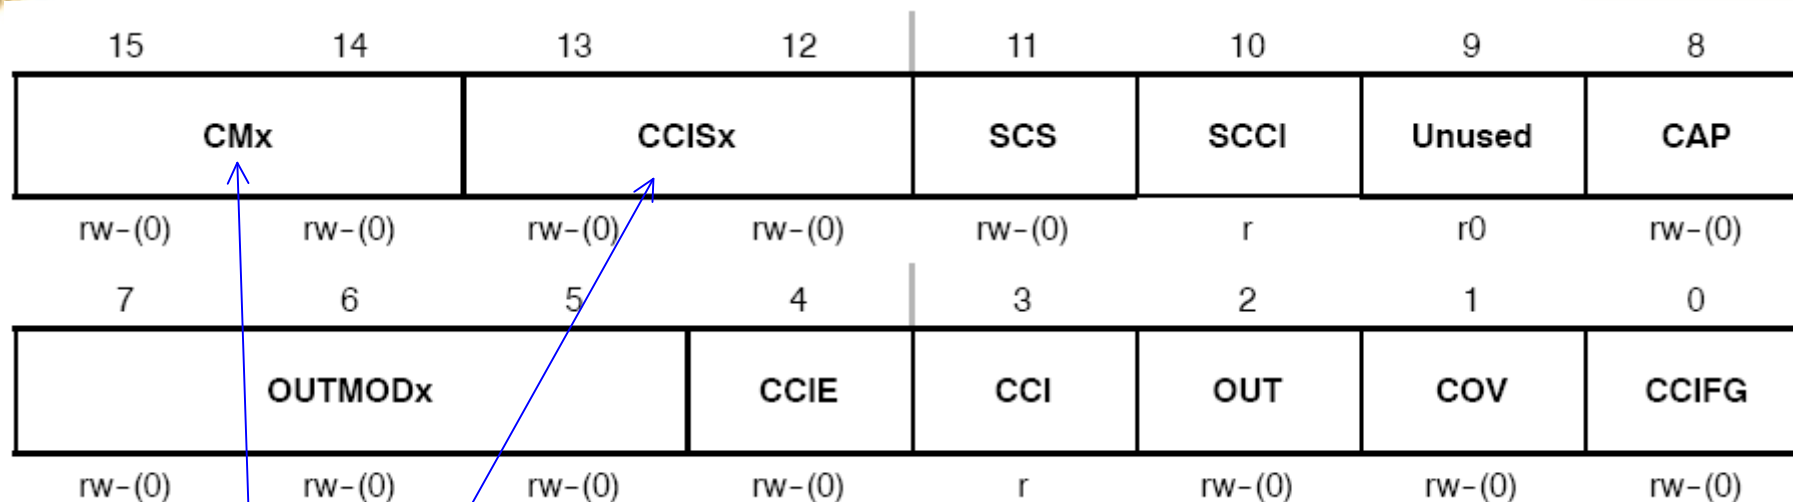 15 14 13 12 11 10 9 8
CMx CCISx SCS SCCI Unused CAP
rw-(0) rw-(0) rw-(0) rw-(0) rw-(0) r r0 rw-(0)
7 6 5 4 3 2 1 0
OUTMODx CCIE CCI OUT COV CCIFG
rw-(0) rw-(0) rw-(0) rw-(0) r rw-(0) rw-(0) rw-(0)